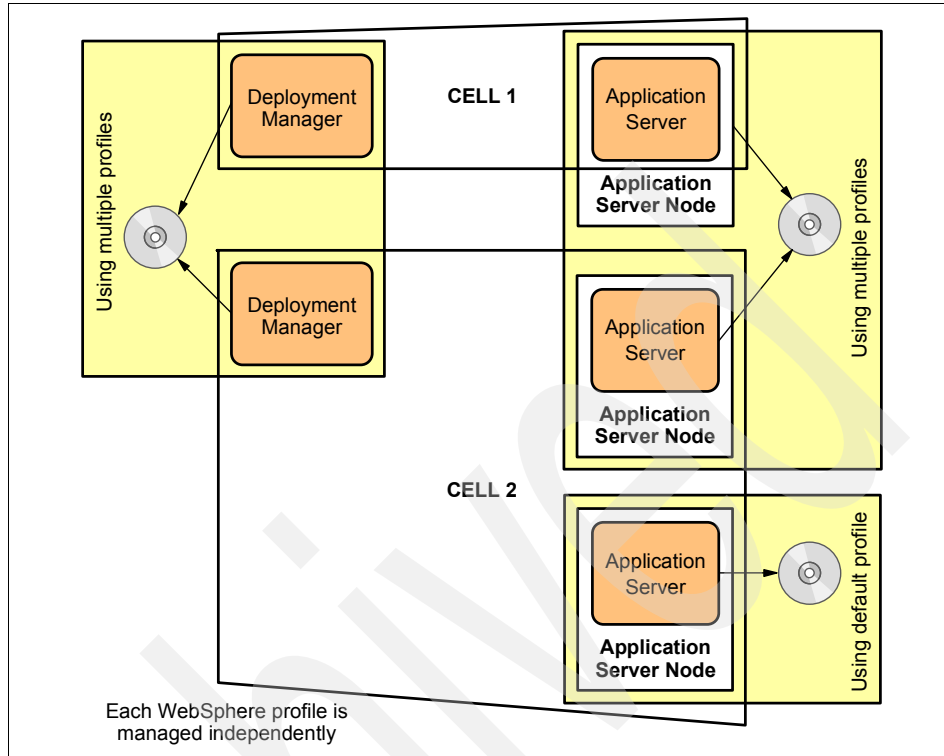 Deployment
Manager
CELL 1
Application
Server
Application
Server Node
Using multiple profiles
Using multiple profiles
Deployment
Manager
Application
Server
Application
Server Node
CELL 2
Application
Server
Application
Server Node
Using default profile
Each WebSphere profile is
managed independently